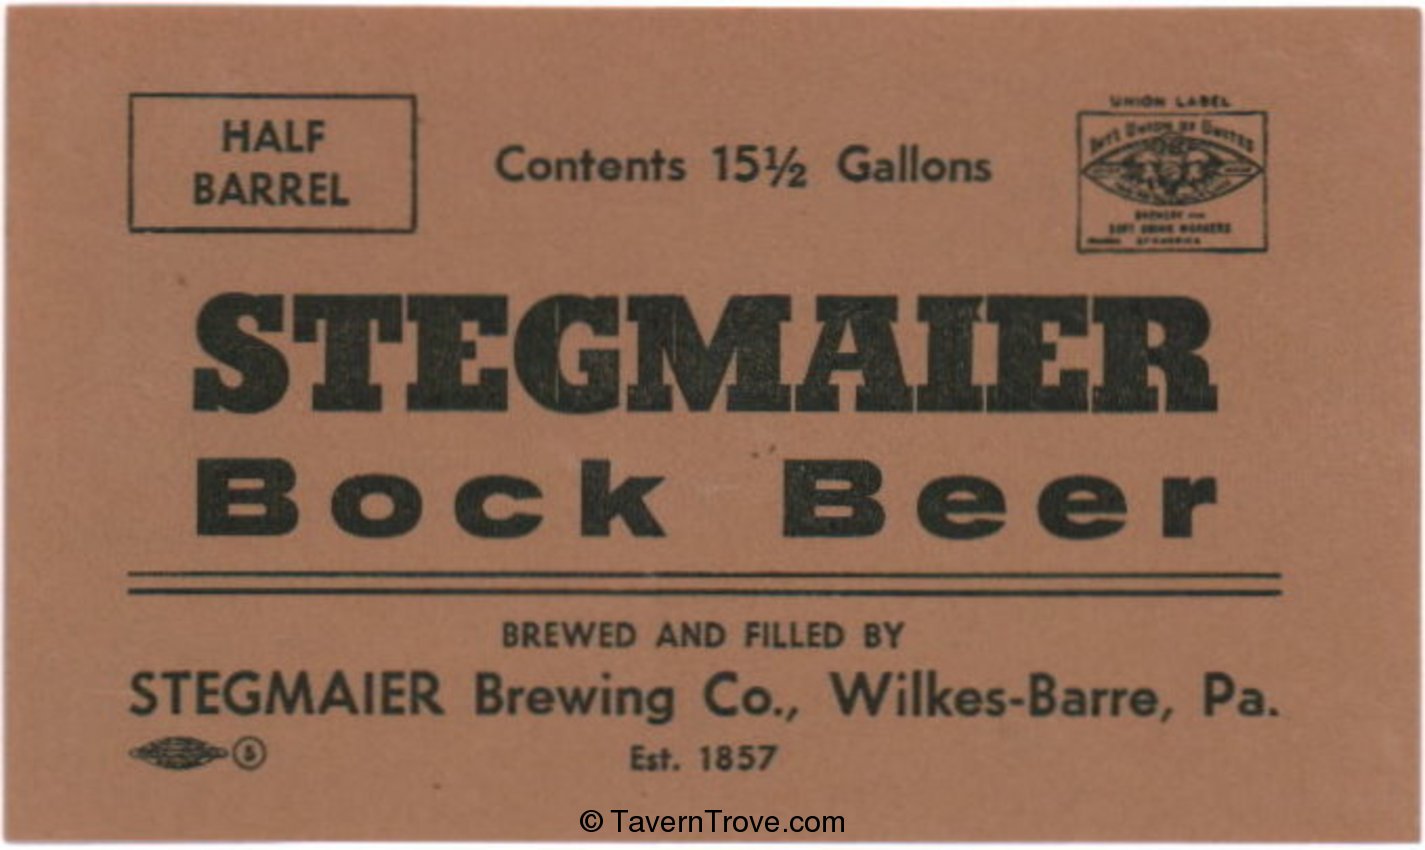 HALF
BARREL
Contents 15½ Gallons
UNION LABEL
STEGMAIER
Bock Beer
BREWED AND FILLED BY
STEGMAIER Brewing Co., Wilkes-Barre, Pa.
Est. 1857
© TavernTrove.com